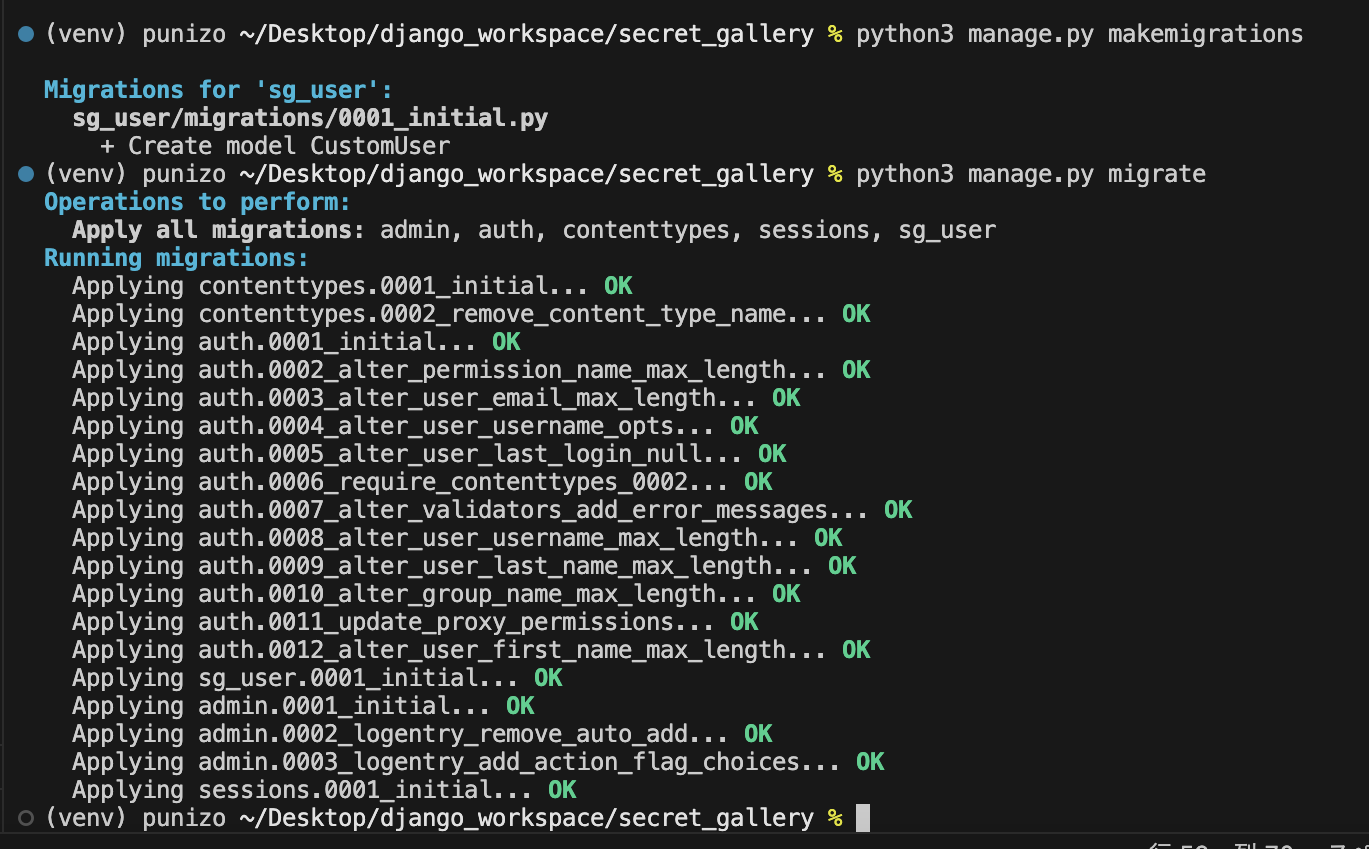 (venv) punizo ~/Desktop/django_workspace/secret_gallery % python3 manage.py makemigrations
Migrations for 'sg_user':
sg_user/migrations/0001_initial.py
+ Create model CustomUser
(venv) punizo ~/Desktop/django_workspace/secret_gallery % python3 manage.py migrate
Operations to perform:
Apply all migrations: admin, auth, contenttypes, sessions, sg_user
Running migrations:
Applying contenttypes.0001_initial... OK
Applying contenttypes.0002_remove_content_type_name... OK
Applying auth.0001_initial... OK
Applying auth.0002_alter_permission_name_max_length... OK
Applying auth.0003_alter_user_email_max_length... OK
Applying auth.0004_alter_user_username_opts... OK
Applying auth.0005_alter_user_last_login_null... OK
Applying auth.0006_require_contenttypes_0002... OK
Applying auth.0007_alter_validators_add_error_messages... OK
Applying auth.0008_alter_user_username_max_length... OK
Applying auth.0009_alter_user_last_name_max_length... OK
Applying auth.0010_alter_group_name_max_length... OK
Applying auth.0011_update_proxy_permissions... OK
Applying auth.0012_alter_user_first_name_max_length... OK
Applying sg_user.0001_initial... OK
Applying admin.0001_initial... OK
Applying admin.0002_logentry_remove_auto_add... OK
Applying admin.0003_logentry_add_action_flag_choices... OK
Applying sessions.0001_initial... OK
(venv) punizo ~/Desktop/django_workspace/secret_gallery %